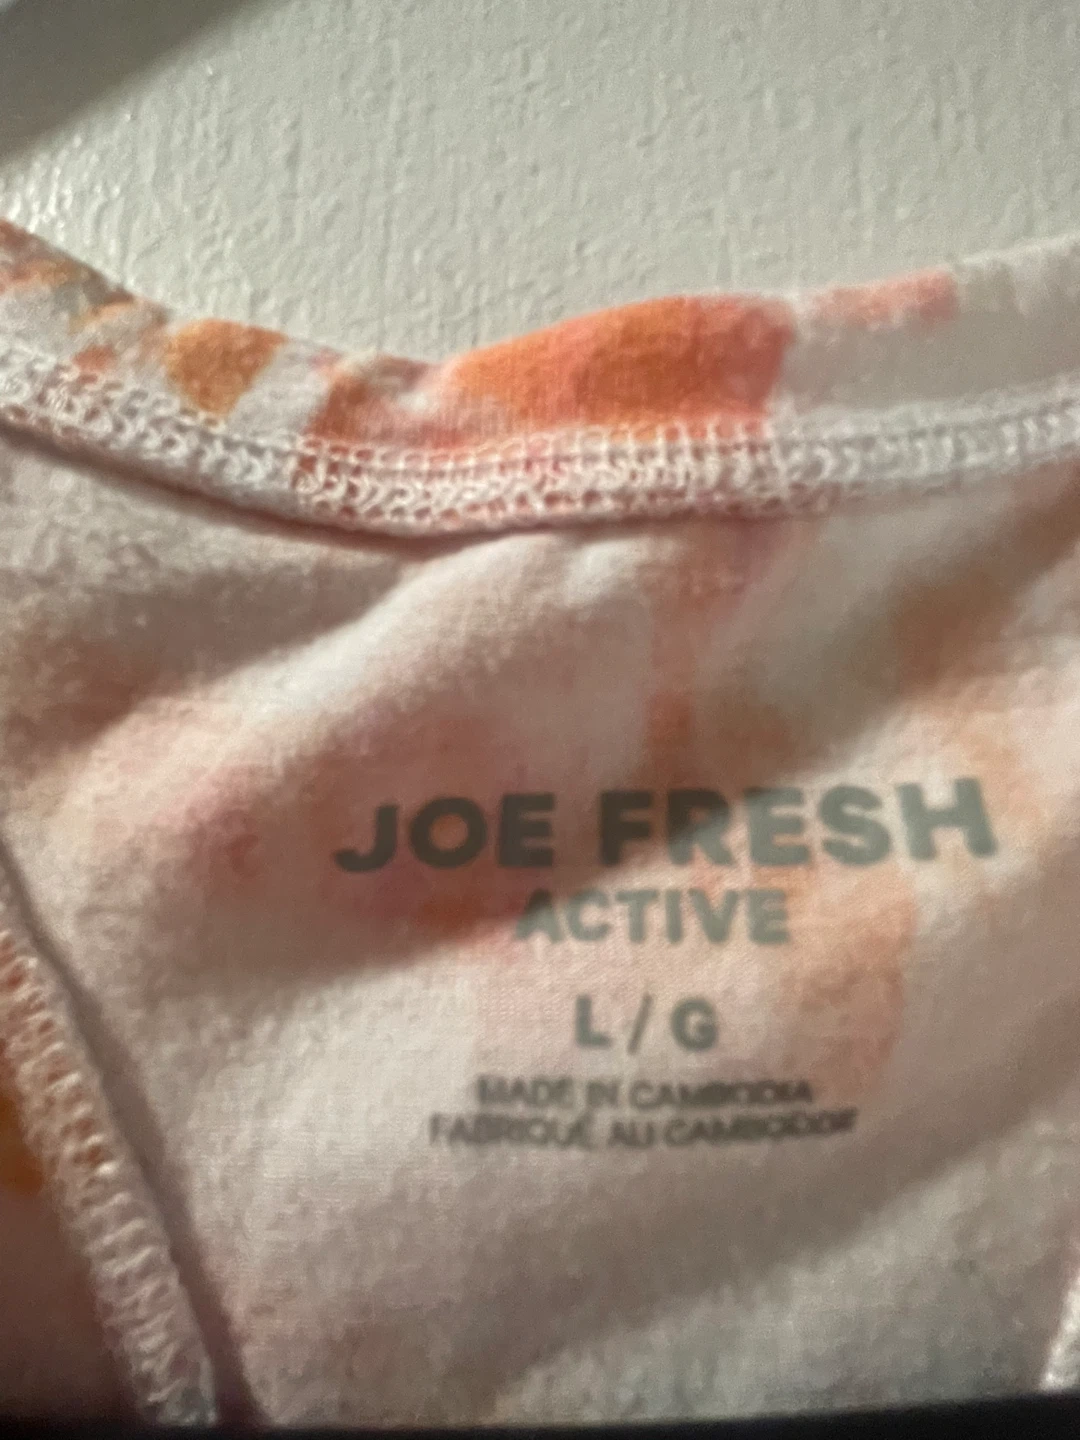 JOE FRESH
ACTIVE
L / G
MADE IN CAMBODIA
FABRIQUÉ AU CAMBODGE